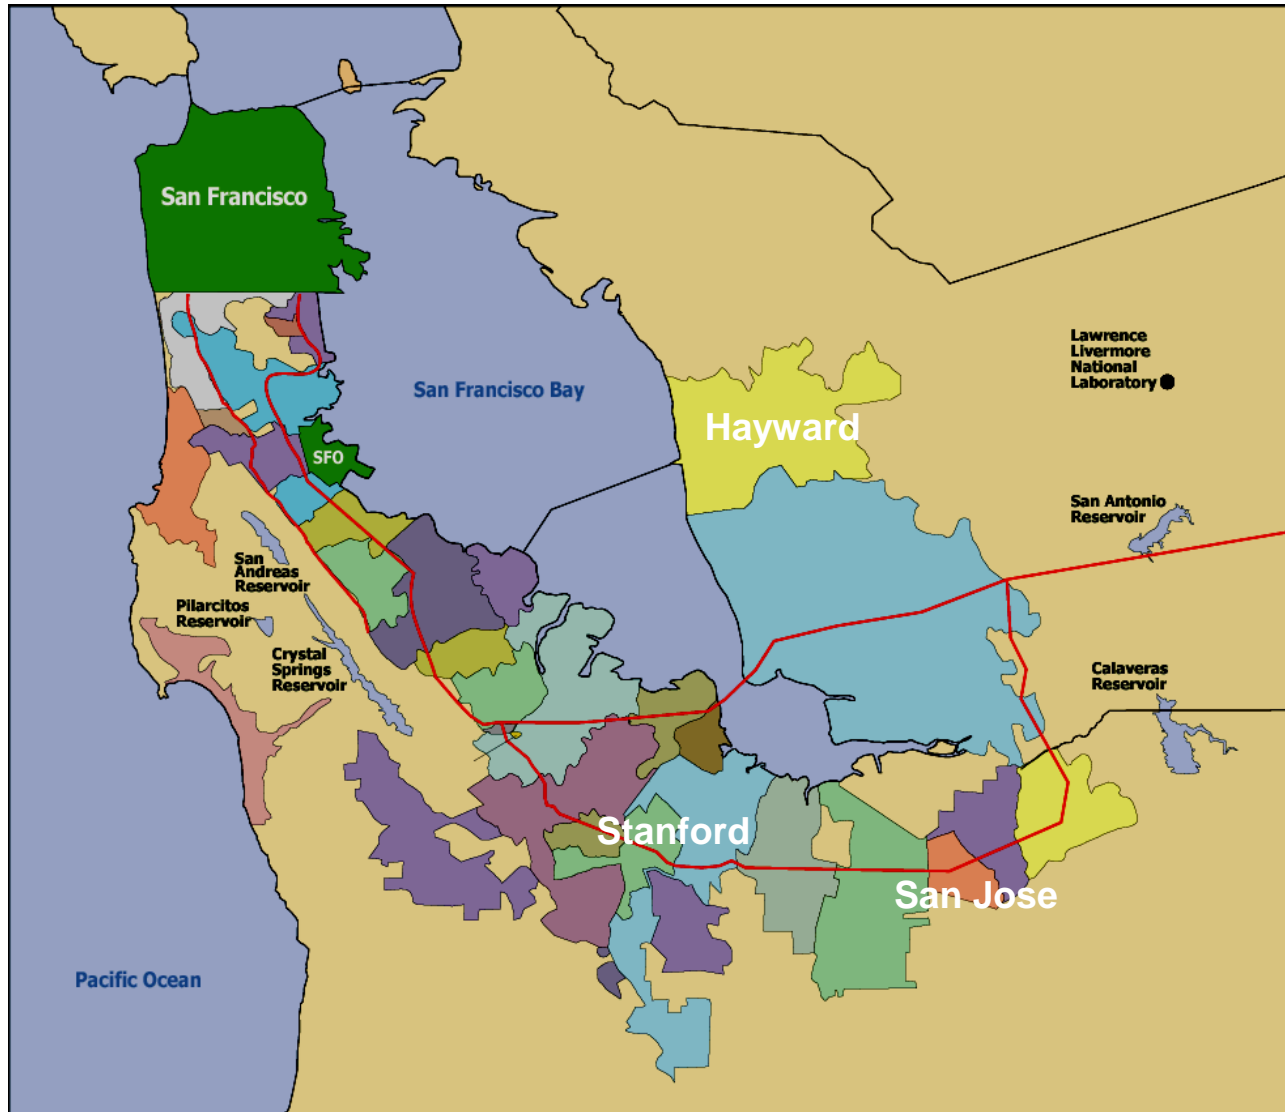 San Francisco
Lawrence
Livermore
National
Laboratory
San Francisco Bay
Hayward
SFO
San Antonio
Reservoir
San
Andreas
Reservoir
Pilarcitos
Reservoir
Crystal
Springs
Reservoir
Calaveras
Reservoir
Stanford
San Jose
Pacific Ocean